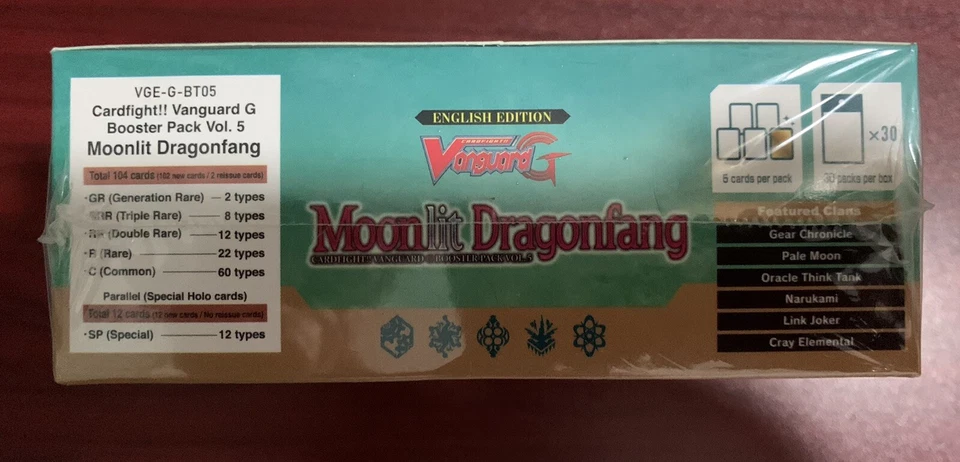 VGE-G-BT05
Cardfight!! Vanguard G
Booster Pack Vol. 5
Moonlit Dragonfang
Total 104 cards (102 new cards / 2 reissue cards)
·GR (Generation Rare) — 2 types
·RRR (Triple Rare) — 8 types
·RR (Double Rare) — 12 types
·R (Rare) — 22 types
·C (Common) — 60 types
Parallel (Special Holo cards)
Total 12 cards (12 new cards / No reissue cards)
·SP (Special) — 12 types
ENGLISH EDITION
CARDFIGHT!!
Vanguard G
Moonlit Dragonfang
CARDFIGHT!! VANGUARD G BOOSTER PACK VOL. 5
5 cards per pack
×30
30 packs per box
Featured Clans
Gear Chronicle
Pale Moon
Oracle Think Tank
Narukami
Link Joker
Cray Elemental